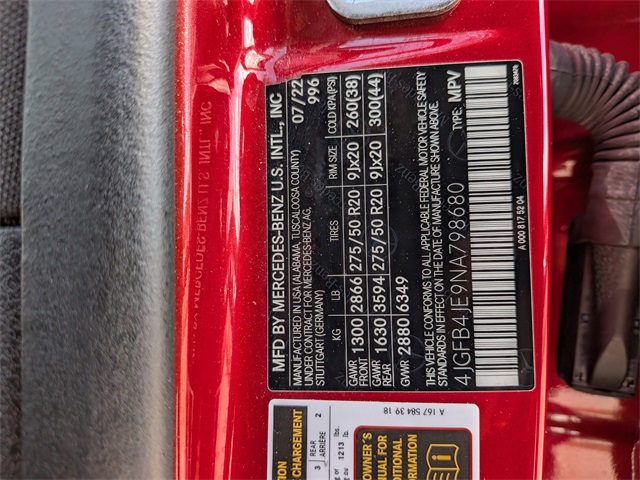 MFD BY MERCEDES-BENZ U.S. INTL., INC
MANUFACTURED IN USA (ALABAMA, TUSCALOOSA COUNTY)
UNDER CONTRACT FOR MERCEDES-BENZ AG,
STUTTGART (GERMANY)
07/22
996
KG LB TIRES RIM SIZE COLD KPA/(PSI)
GAWR FRONT 1300 2866 275/50 R20 9Jx20 260(38)
GAWR REAR 1630 3594 275/50 R20 9Jx20 300(44)
GVWR 2880 6349
THIS VEHICLE CONFORMS TO ALL APPLICABLE FEDERAL MOTOR VEHICLE SAFETY
STANDARDS IN EFFECT ON THE DATE OF MANUFACTURE SHOWN ABOVE.
4JGFB4JE9NA798680 TYPE: MPV
A 000 817 52 04
A 167 584 39 18
CHARGEMENT
3 REAR ARRIÈRE 2
1213 lbs.
lb.
OWNER'S